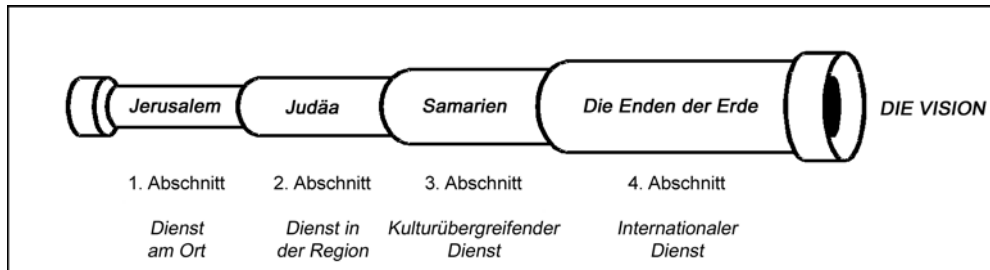 Jerusalem Judäa Samarien Die Enden der Erde DIE VISION
1. Abschnitt 2. Abschnitt 3. Abschnitt 4. Abschnitt
Dienst Dienst in Kulturübergreifender Internationaler
am Ort der Region Dienst Dienst